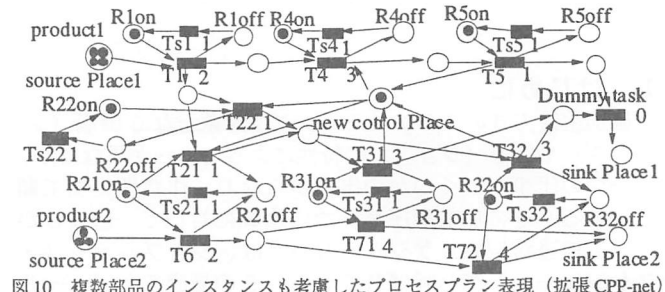 R1on R1off R4on R4off R5on R5off
product1
Ts1 1 Ts4 1 Ts5 1
T1 2 T4 3 T5 1
source Place1
R22on T22 1 new cotrol Place Dummy task 0
Ts22 1 R22off T21 1 T31 3 T32 3 sink Place1
R21on R31on R32on
Ts21 1 Ts31 1 Ts32 1
product2 R21off R31off R32off
T6 2 T71 4 T72 4 sink Place2
source Place2
図10 複数部品のインスタンスも考慮したプロセスプラン表現（拡張CPP-net）